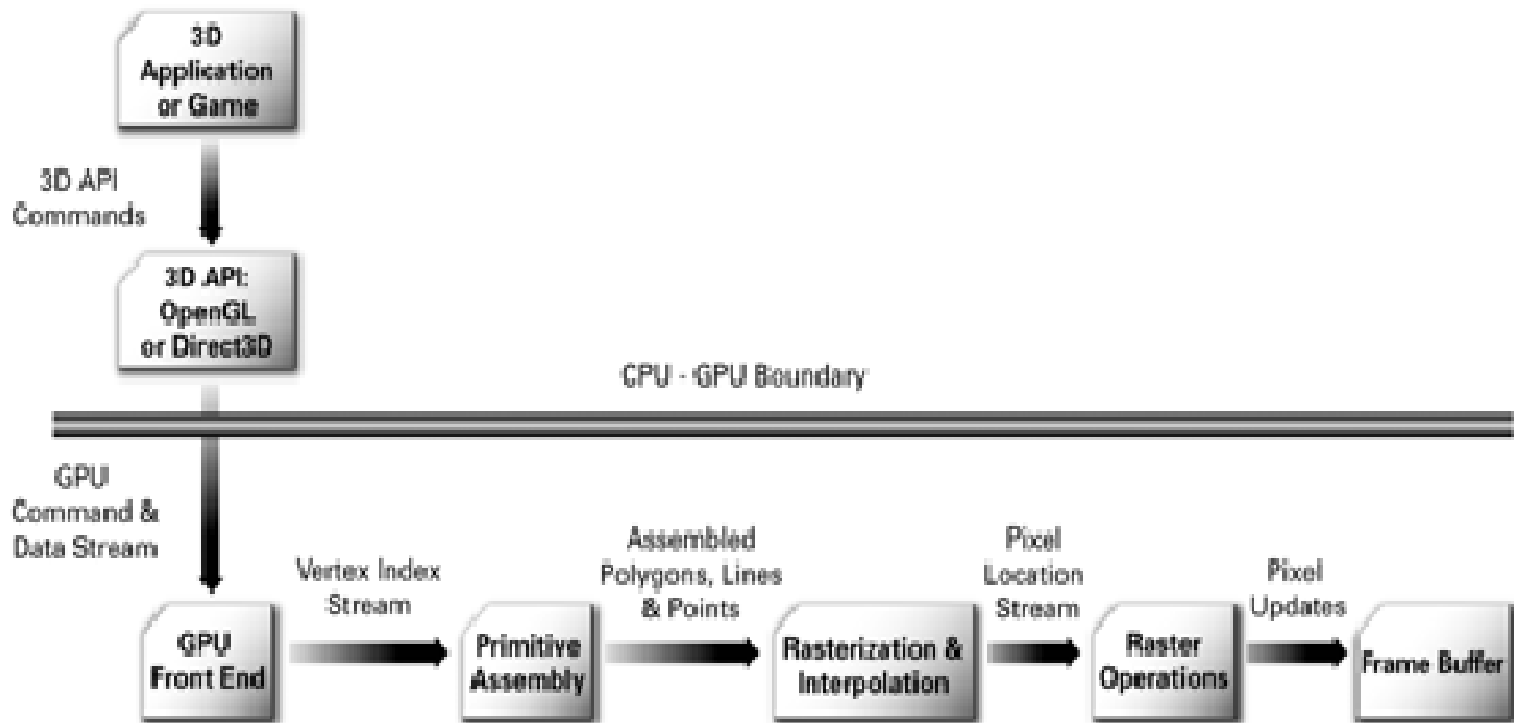 3D
Application
or Game
3D API
Commands
3D API:
OpenGL
or Direct3D
CPU - GPU Boundary
GPU
Command &
Data Stream
GPU
Front End
Vertex Index
Stream
Primitive
Assembly
Assembled
Polygons, Lines
& Points
Rasterization &
Interpolation
Pixel
Location
Stream
Raster
Operations
Pixel
Updates
Frame Buffer